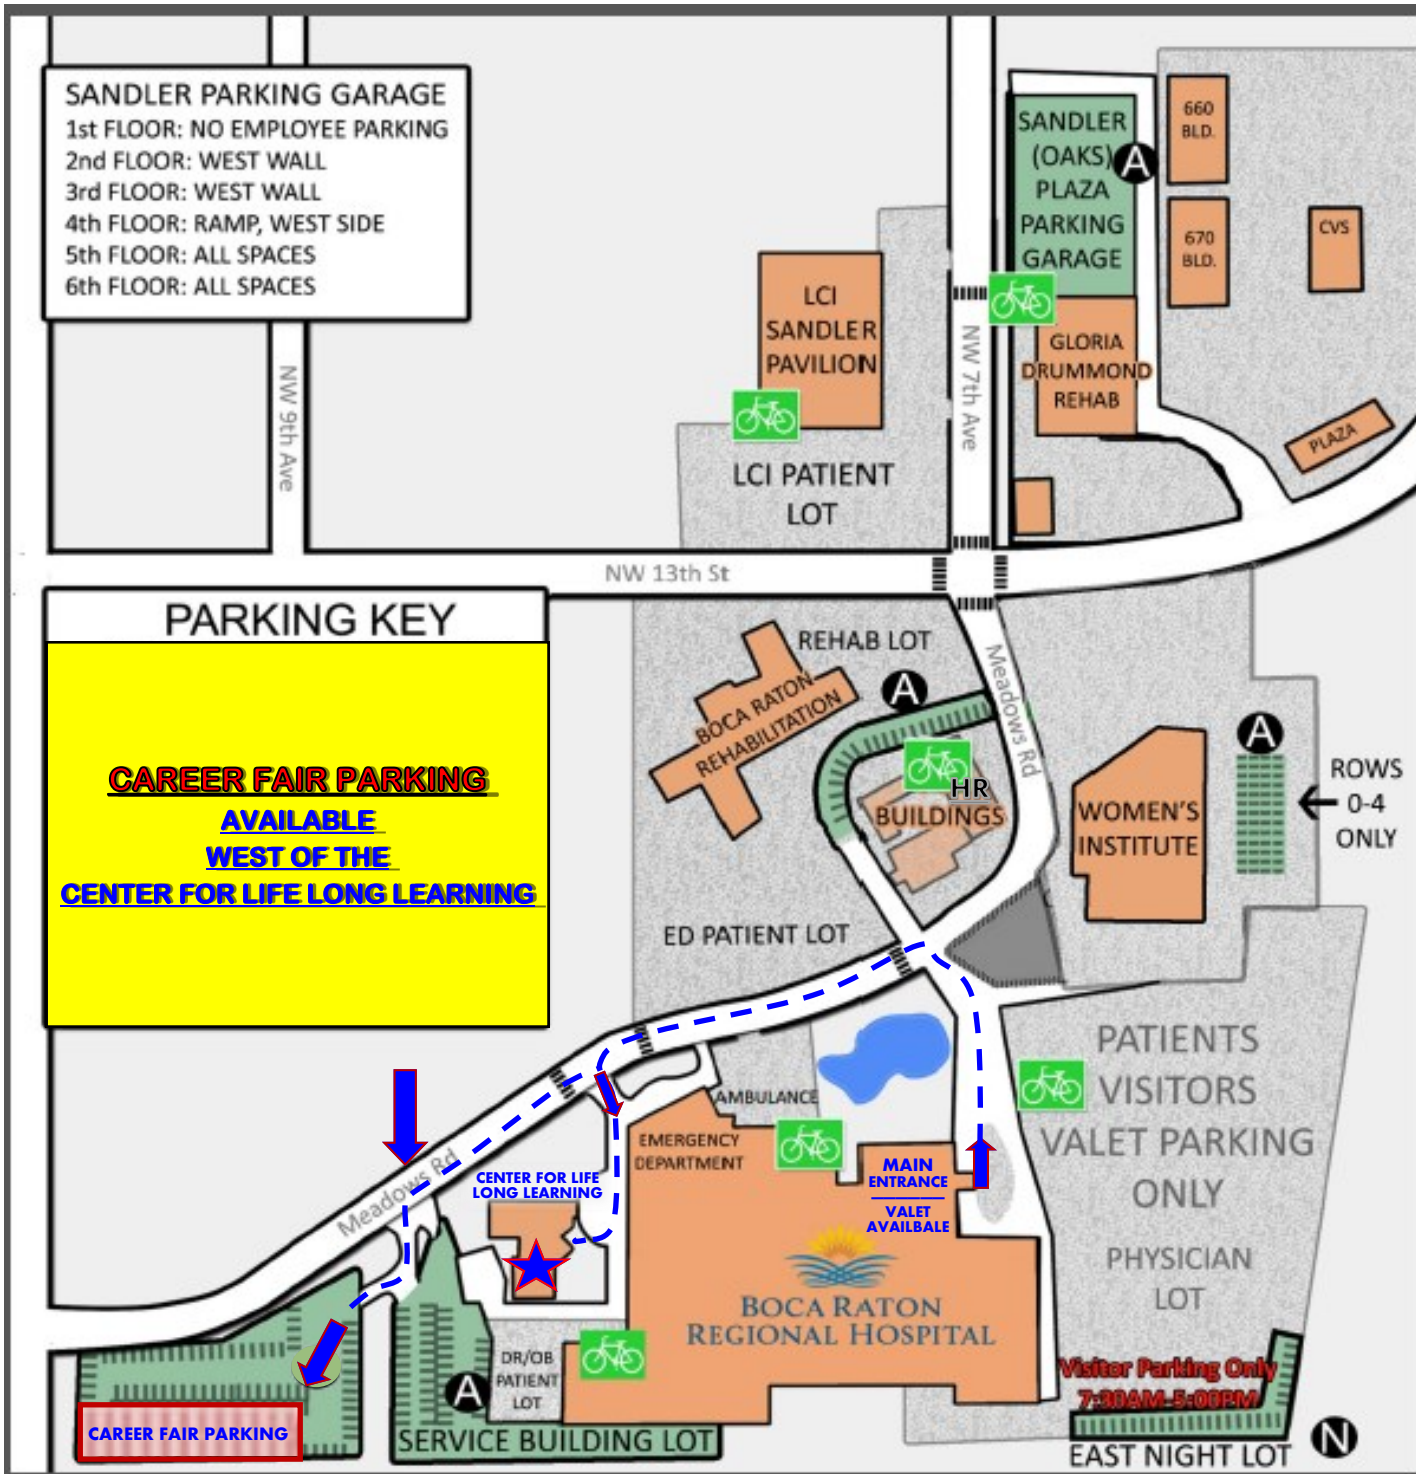 SANDLER PARKING GARAGE
1st FLOOR: NO EMPLOYEE PARKING
2nd FLOOR: WEST WALL
3rd FLOOR: WEST WALL
4th FLOOR: RAMP, WEST SIDE
5th FLOOR: ALL SPACES
6th FLOOR: ALL SPACES
SANDLER
(OAKS)
PLAZA
PARKING
GARAGE
A
660
BLD.
670
BLD.
CVS
LCI
SANDLER
PAVILION
NW 9th Ave
NW 7th Ave
GLORIA
DRUMMOND
REHAB
PLAZA
LCI PATIENT
LOT
NW 13th St
PARKING KEY
CAREER FAIR PARKING
AVAILABLE
WEST OF THE
CENTER FOR LIFE LONG LEARNING
REHAB LOT
A
BOCA RATON
REHABILITATION
Meadows Rd
HR
BUILDINGS
A
WOMEN'S
INSTITUTE
ROWS
0-4
ONLY
ED PATIENT LOT
PATIENTS
VISITORS
VALET PARKING
ONLY
PHYSICIAN
LOT
AMBULANCE
EMERGENCY
DEPARTMENT
MAIN
ENTRANCE
VALET
AVAILBALE
CENTER FOR LIFE
LONG LEARNING
Meadows Rd
BOCA RATON
REGIONAL HOSPITAL
DR/OB
PATIENT
LOT
A
Visitor Parking Only
7:30AM-5:00PM
CAREER FAIR PARKING
SERVICE BUILDING LOT
EAST NIGHT LOT
N